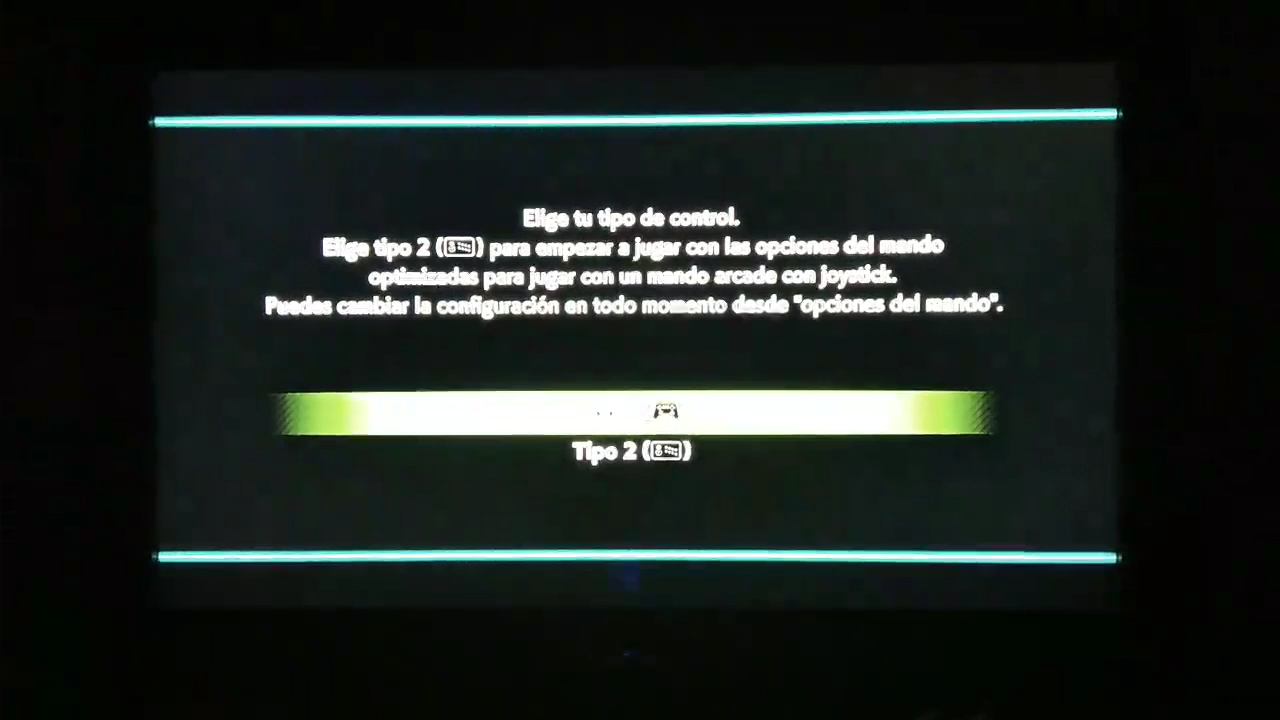 Elige tu tipo de control.
Elige tipo 2 ( ) para empezar a jugar con las opciones del mando
optimizadas para jugar con un mando arcade con joystick.
Puedes cambiar la configuración en todo momento desde "opciones del mando".
Tipo 2 ( )